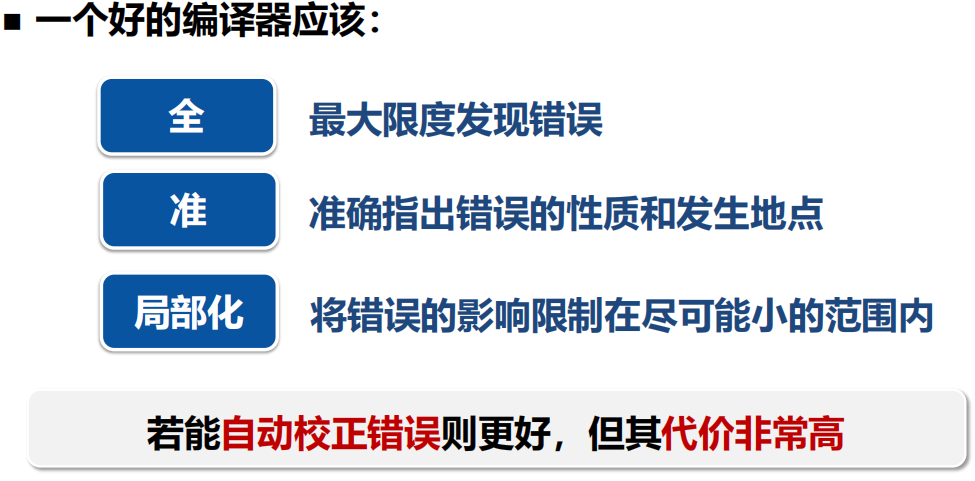 ■ 一个好的编译器应该：
全 最大限度发现错误
准 准确指出错误的性质和发生地点
局部化 将错误的影响限制在尽可能小的范围内
若能自动校正错误则更好，但其代价非常高